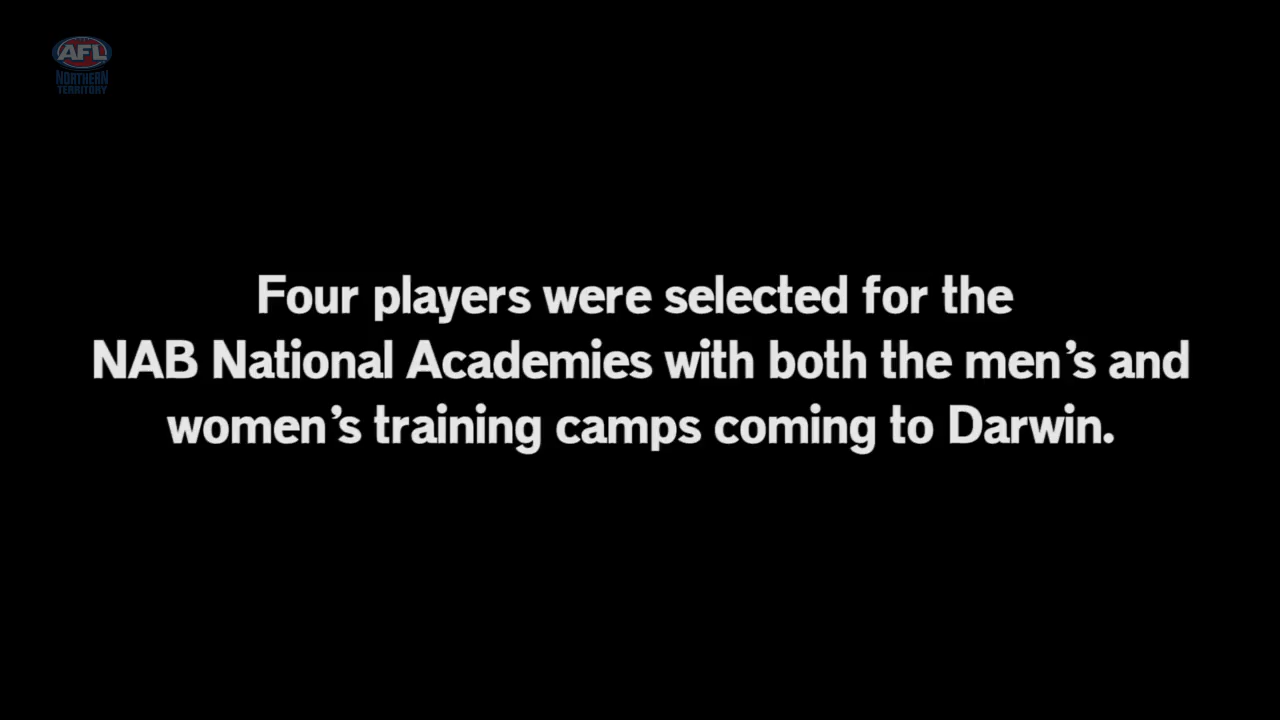 AFL
NORTHERN
TERRITORY
Four players were selected for the
NAB National Academies with both the men’s and
women’s training camps coming to Darwin.